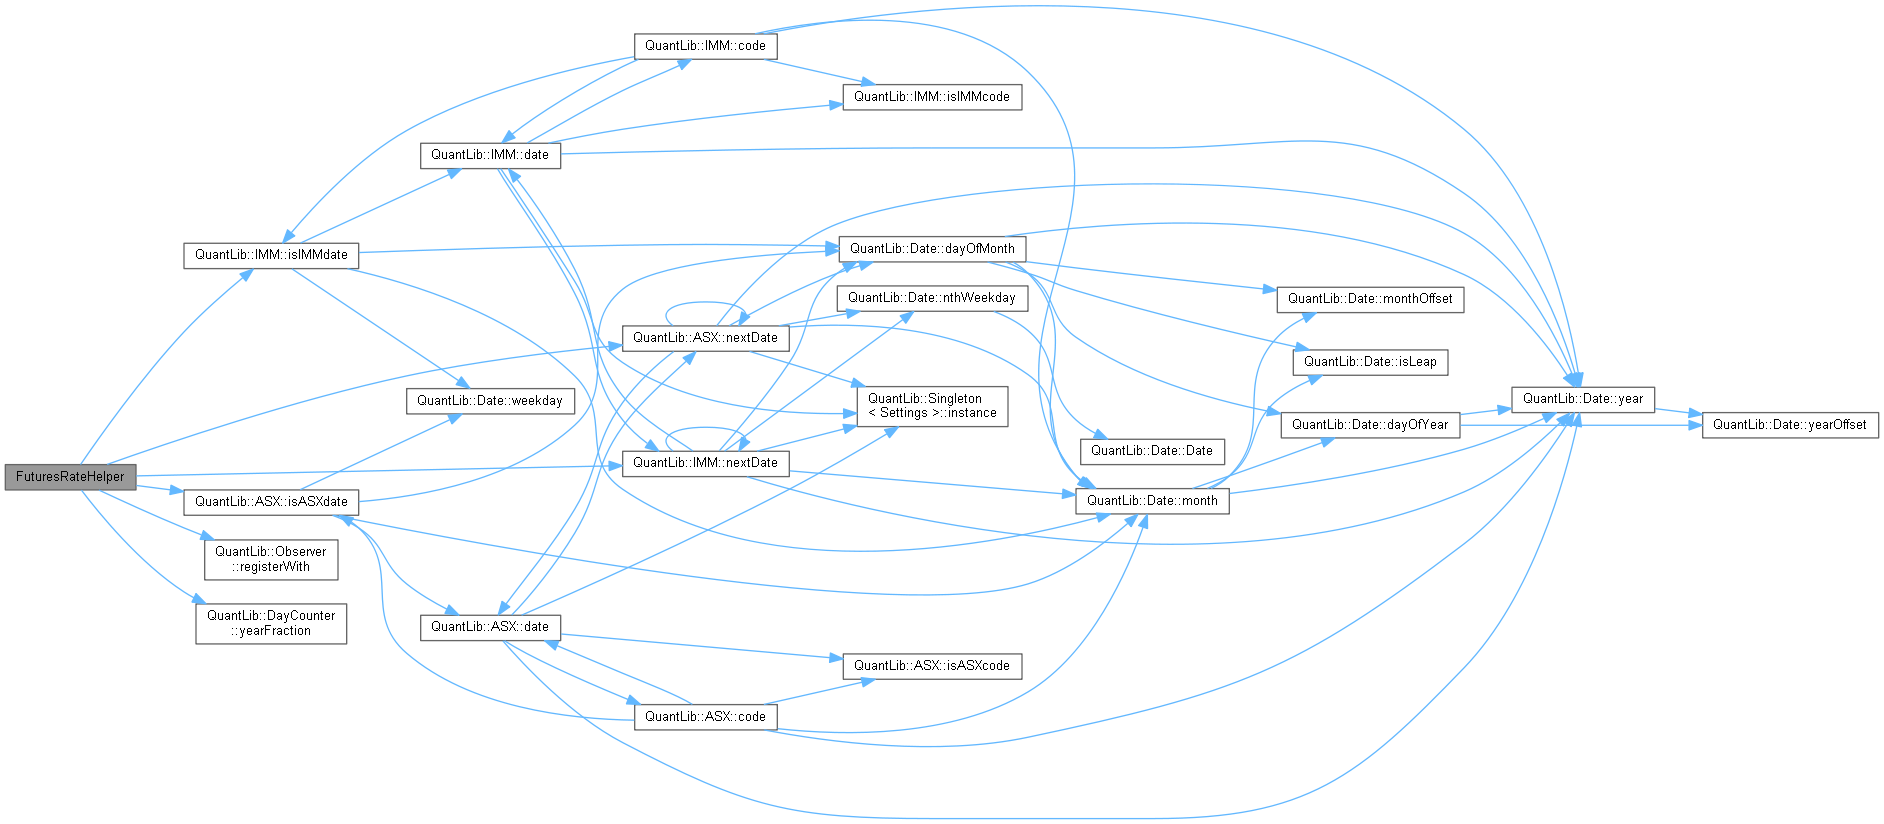 QuantLib::IMM::code
QuantLib::IMM::isIMMcode
QuantLib::IMM::date
QuantLib::IMM::isIMMdate
QuantLib::Date::dayOfMonth
QuantLib::Date::nthWeekday
QuantLib::Date::monthOffset
QuantLib::ASX::nextDate
QuantLib::Date::isLeap
QuantLib::Date::weekday
QuantLib::Singleton
< Settings >::instance
QuantLib::Date::year
QuantLib::Date::dayOfYear
QuantLib::Date::yearOffset
QuantLib::Date::Date
QuantLib::IMM::nextDate
FuturesRateHelper
QuantLib::ASX::isASXdate
QuantLib::Date::month
QuantLib::Observer
::registerWith
QuantLib::DayCounter
::yearFraction
QuantLib::ASX::date
QuantLib::ASX::isASXcode
QuantLib::ASX::code